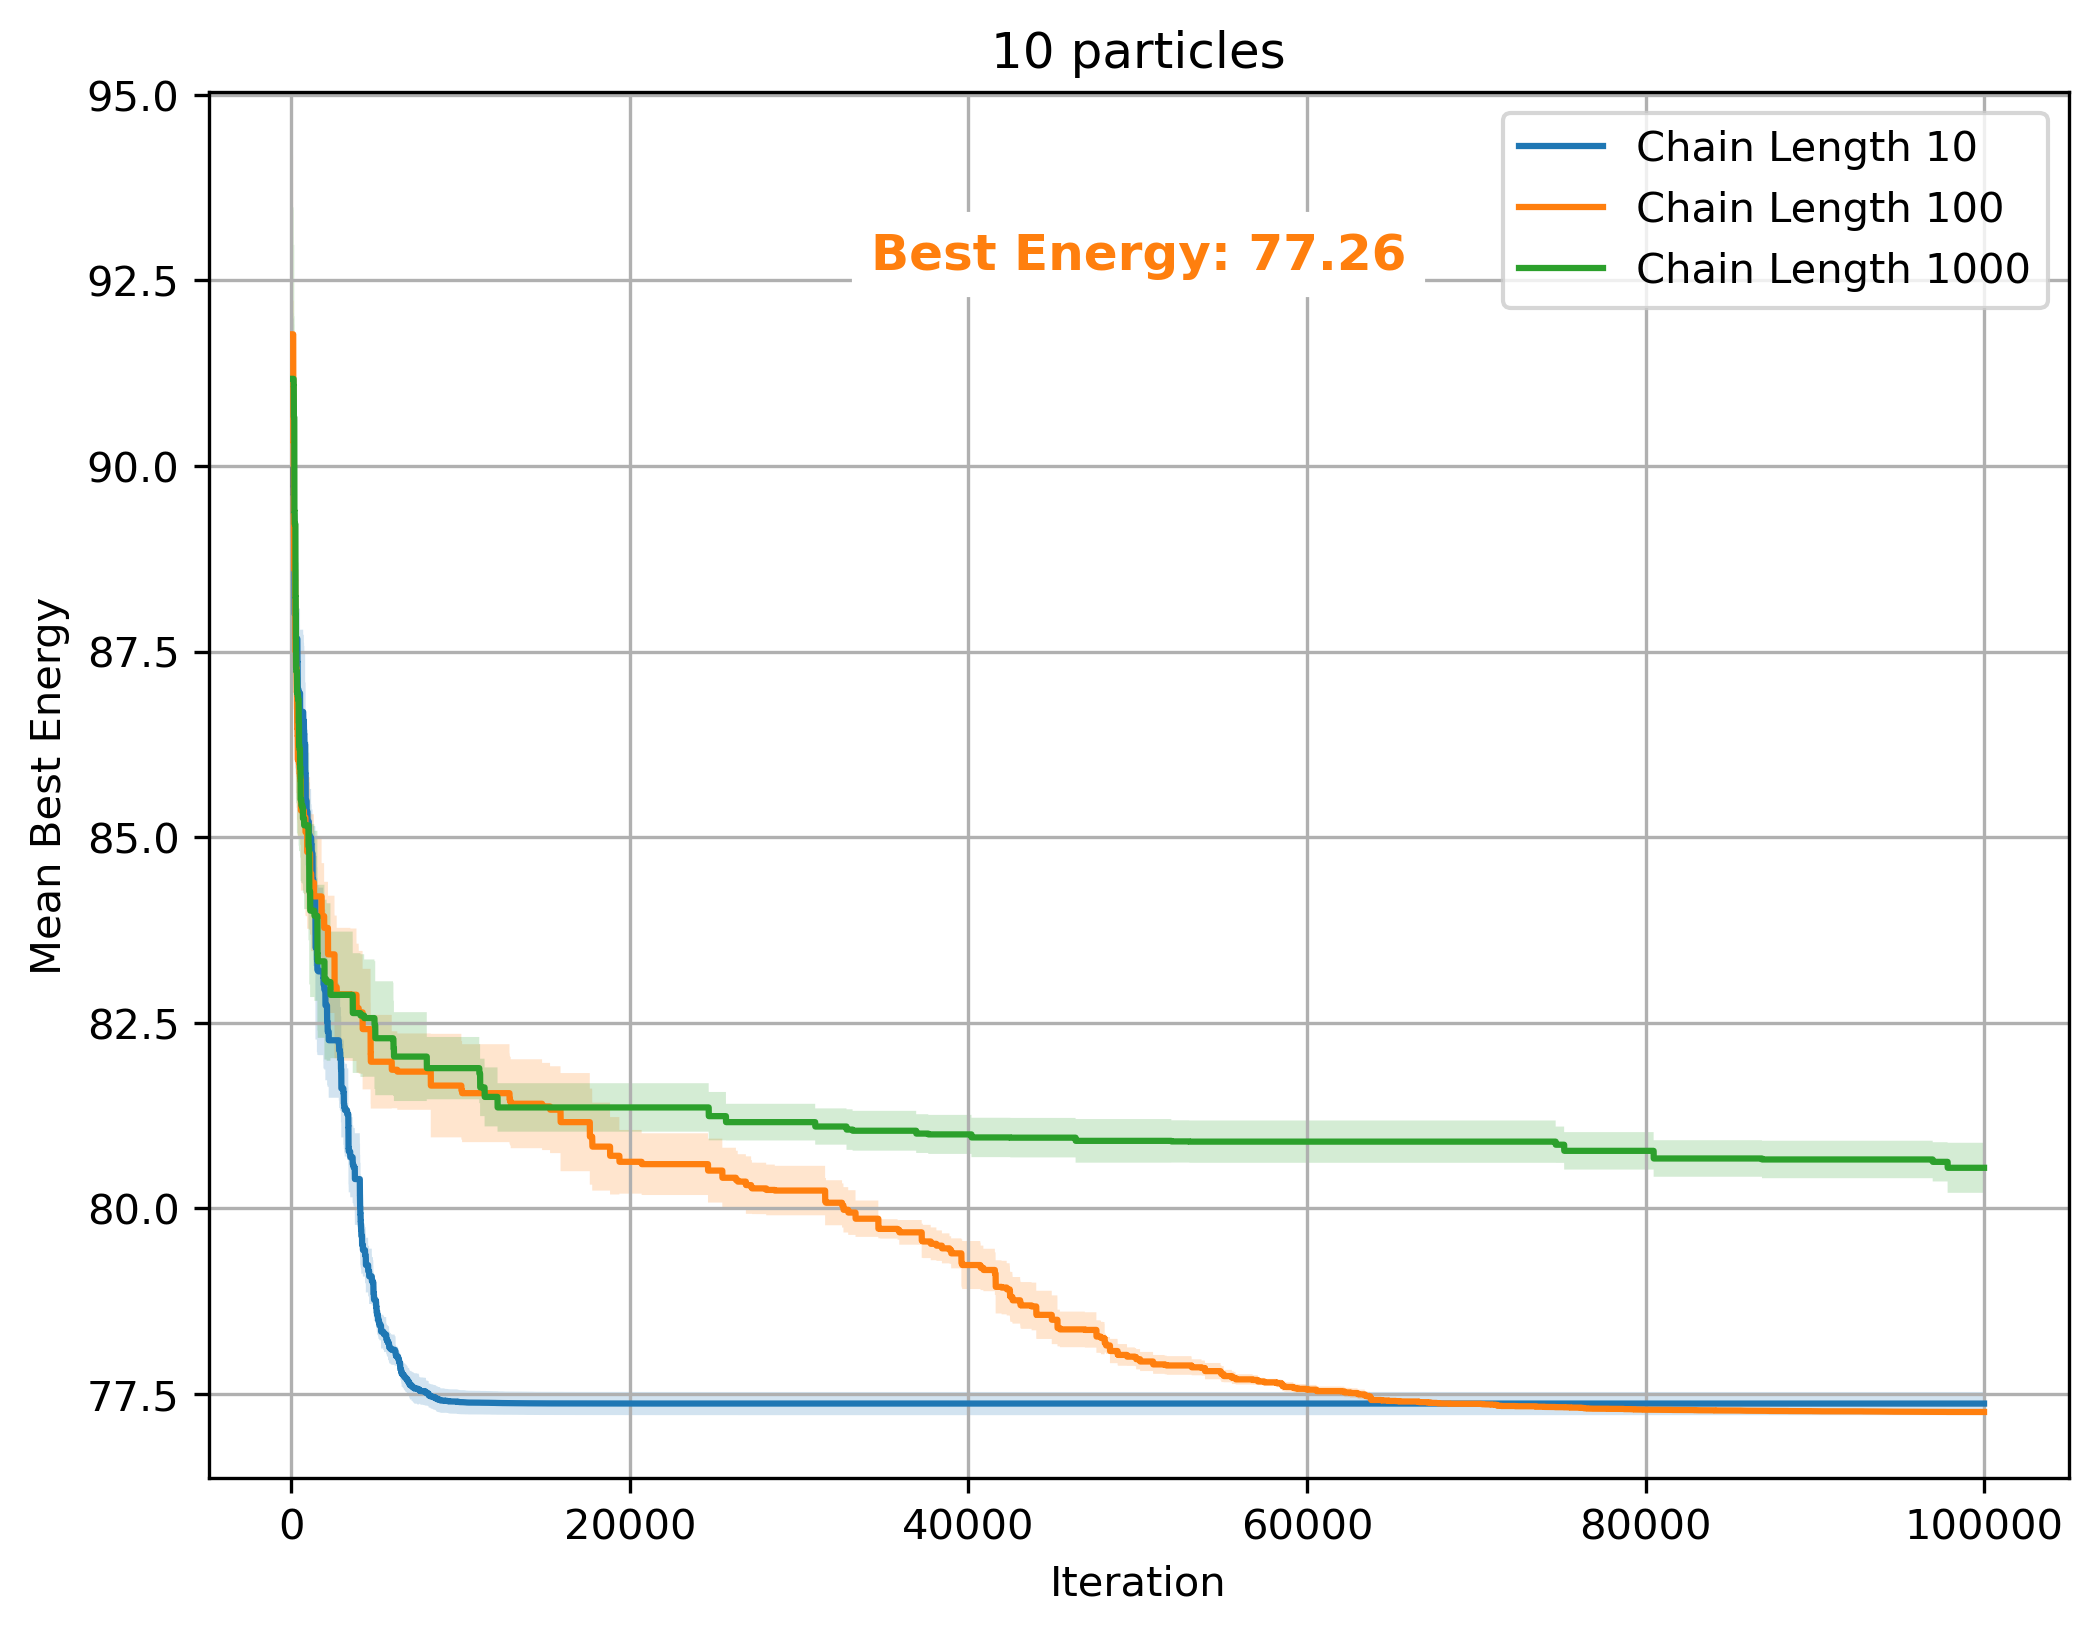 10 particles
95.0
92.5
90.0
87.5
85.0
82.5
80.0
77.5
Mean Best Energy
Best Energy: 77.26
Chain Length 10
Chain Length 100
Chain Length 1000
0 20000 40000 60000 80000 100000
Iteration